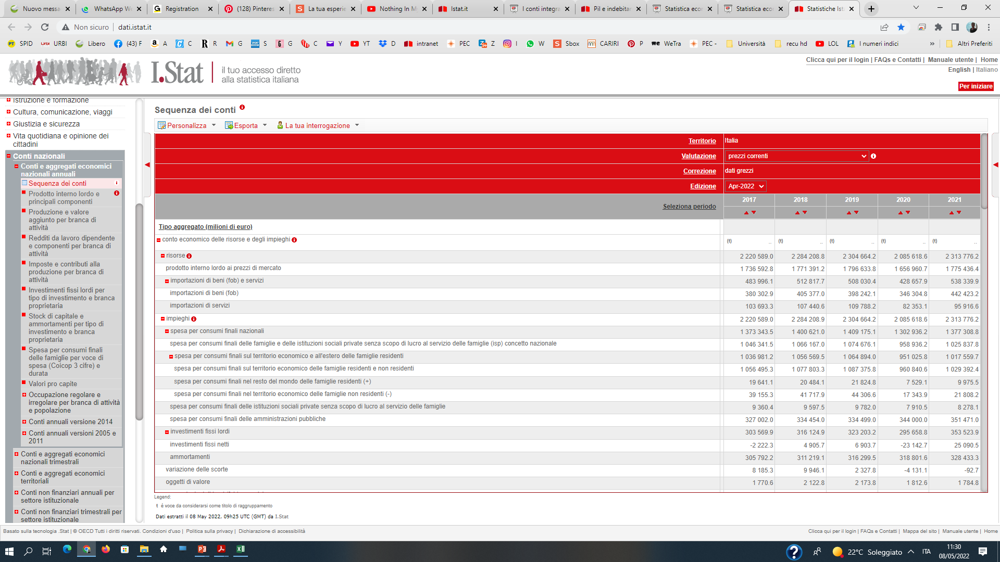 Nuovo messa
WhatsApp We
Registration
(128) Pinteres
La tua esperie
Nothing In M
Istat.it
I conti integra
Pil e indebitar
Statistica ecor
Statistica ecor
Statistiche Ist
Non sicuro | dati.istat.it
SPID URBI Libero (43) F A C R G S G C Y YT D intranet PEC Z I W Sbox CARIRI P WeTra PEC - Università recu hd LOL I numeri indici » Altri Preferiti
I.Stat | il tuo accesso diretto
alla statistica italiana
Clicca qui per il login | FAQs e Contatti | Manuale utente | Home
English | Italiano
Per iniziare
Istruzione e formazione
Cultura, comunicazione, viaggi
Giustizia e sicurezza
Vita quotidiana e opinione dei
cittadini
Conti nazionali
Conti e aggregati economici
nazionali annuali
Sequenza dei conti
Prodotto interno lordo e
principali componenti
Produzione e valore
aggiunto per branca di
attività
Redditi da lavoro dipendente
e componenti per branca di
attività
Imposte e contributi alla
produzione per branca di
attività
Investimenti fissi lordi per
tipo di investimento e branca
proprietaria
Stock di capitale e
ammortamenti per tipo di
investimento e branca
proprietaria
Spesa per consumi finali
delle famiglie per voce di
spesa (Coicop 3 cifre) e
durata
Valori pro capite
Occupazione regolare e
irregolare per branca di attività
e popolazione
Conti annuali versione 2014
Conti annuali versioni 2005 e
2011
Conti e aggregati economici
nazionali trimestrali
Conti e aggregati economici
territoriali
Conti non finanziari annuali per
settore istituzionale
Conti non finanziari trimestrali per
settore istituzionale
Sequenza dei conti
Personalizza Esporta La tua interrogazione
Territorio Italia
Valutazione prezzi correnti
Correzione dati grezzi
Edizione Apr-2022
Seleziona periodo 2017 2018 2019 2020 2021
Tipo aggregato (milioni di euro)
conto economico delle risorse e degli impieghi (t) .. (t) .. (t) .. (t) .. (t) ..
risorse 2 220 589.0 2 284 208.8 2 304 664.2 2 085 618.6 2 313 776.2
prodotto interno lordo ai prezzi di mercato 1 736 592.8 1 771 391.2 1 796 633.8 1 656 960.7 1 775 436.4
importazioni di beni (fob) e servizi 483 996.1 512 817.7 508 030.4 428 657.9 538 339.9
importazioni di beni (fob) 380 302.9 405 377.0 398 242.1 346 304.8 442 423.2
importazioni di servizi 103 693.3 107 440.6 109 788.2 82 353.1 95 916.6
impieghi 2 220 589.0 2 284 208.9 2 304 664.2 2 085 618.6 2 313 776.2
spesa per consumi finali nazionali 1 373 343.5 1 400 621.0 1 409 175.1 1 302 936.2 1 377 308.8
spesa per consumi finali delle famiglie e delle istituzioni sociali private senza scopo di lucro al servizio delle famiglie (isp) concetto nazionale 1 046 341.5 1 066 167.0 1 074 676.1 958 936.2 1 025 837.8
spesa per consumi finali sul territorio economico e all'estero delle famiglie residenti 1 036 981.2 1 056 569.5 1 064 894.0 951 025.8 1 017 559.7
spesa per consumi finali sul territorio economico delle famiglie residenti e non residenti 1 056 495.3 1 077 803.3 1 087 375.8 960 840.6 1 029 392.4
spesa per consumi finali nel resto del mondo delle famiglie residenti (+) 19 641.1 20 484.1 21 824.8 7 529.1 9 975.5
spesa per consumi finali nel territorio economico delle famiglie non residenti (-) 39 155.3 41 717.9 44 306.6 17 343.9 21 808.2
spesa per consumi finali delle istituzioni sociali private senza scopo di lucro al servizio delle famiglie 9 360.4 9 597.5 9 782.0 7 910.5 8 278.1
spesa per consumi finali delle amministrazioni pubbliche 327 002.0 334 454.0 334 499.0 344 000.0 351 471.0
investimenti fissi lordi 303 569.9 316 124.9 323 203.2 295 658.8 353 523.9
investimenti fissi netti -2 222.3 4 905.7 6 903.7 -23 142.7 25 090.5
ammortamenti 305 792.2 311 219.1 316 299.5 318 801.6 328 433.3
variazione delle scorte 8 185.3 9 946.1 2 327.8 -4 131.1 -92.7
oggetti di valore 1 770.6 2 122.8 2 173.8 1 812.6 1 784.8
Legend:
t è voce da considerarsi come titolo di raggruppamento
Dati estratti il 08 May 2022, 09h25 UTC (GMT) da I.Stat
Basato sulla tecnologia .Stat | © OECD Tutti i diritti riservati. Condizioni d'uso | Politica sulla privacy | Dichiarazione di accessibilità
Clicca qui per il login | FAQs e Contatti | Mappa del sito | Manuale utente | Home
22°C Soleggiato ITA 11:30
08/05/2022